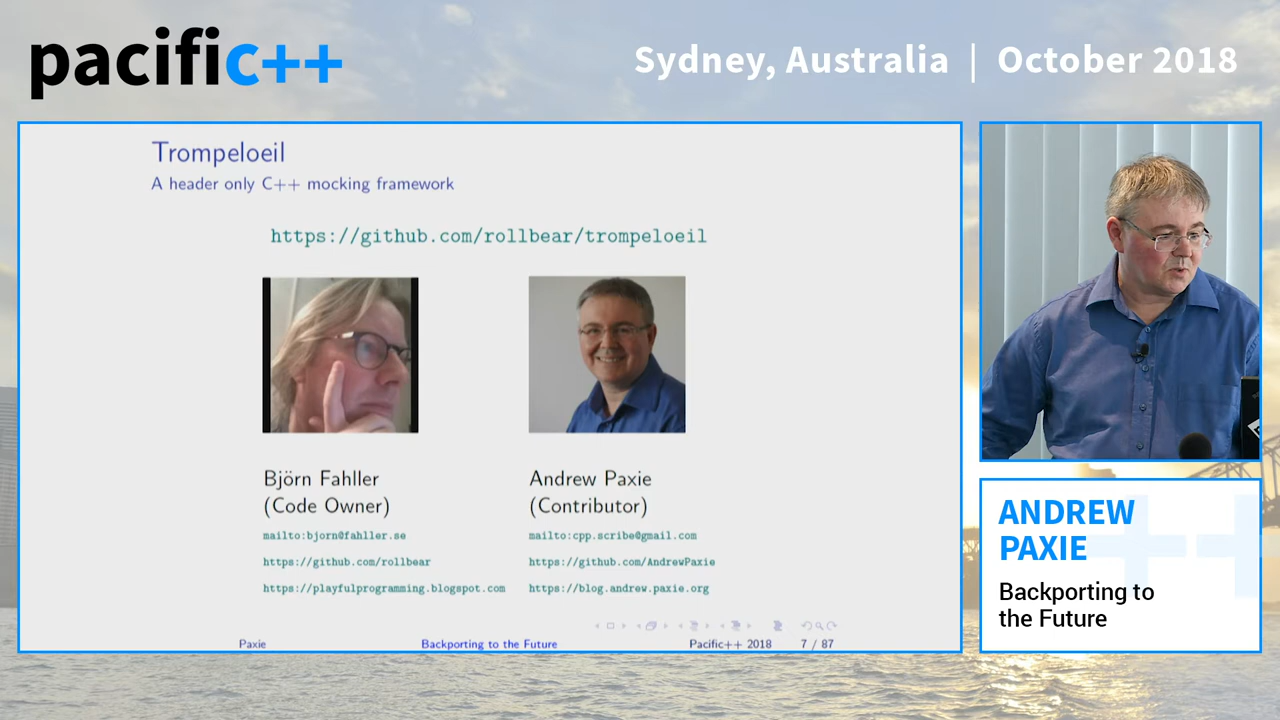 pacific++
Sydney, Australia | October 2018
Trompeloeil
A header only C++ mocking framework
https://github.com/rollbear/trompeloeil
Björn Fahller
(Code Owner)
mailto:bjorn@fahller.se
https://github.com/rollbear
https://playfulprogramming.blogspot.com
Andrew Paxie
(Contributor)
mailto:cpp.scribe@gmail.com
https://github.com/AndrewPaxie
https://blog.andrew.paxie.org
Paxie Backporting to the Future Pacific++ 2018 7 / 87
ANDREW
PAXIE
Backporting to
the Future